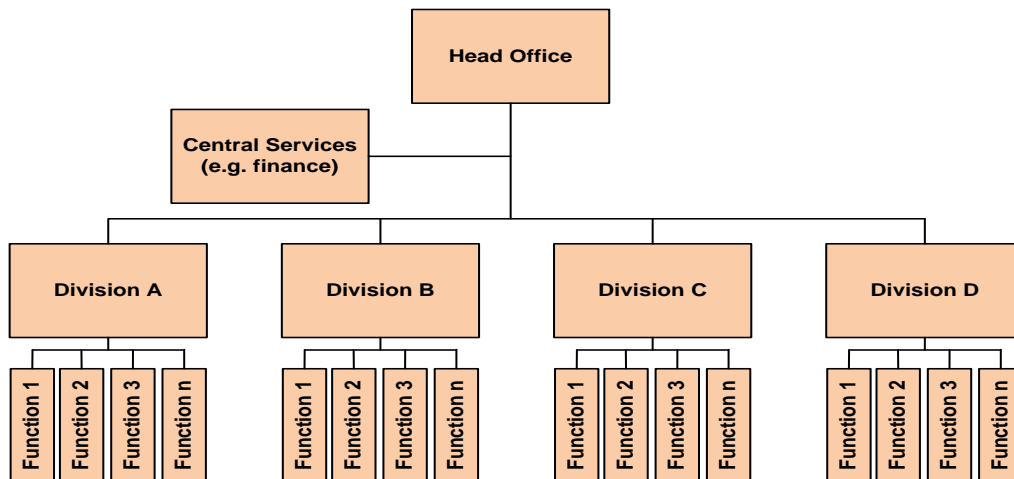 Head Office
Central Services
(e.g. finance)
Division A
Division B
Division C
Division D
Function 1
Function 2
Function 3
Function n
Function 1
Function 2
Function 3
Function n
Function 1
Function 2
Function 3
Function n
Function 1
Function 2
Function 3
Function n